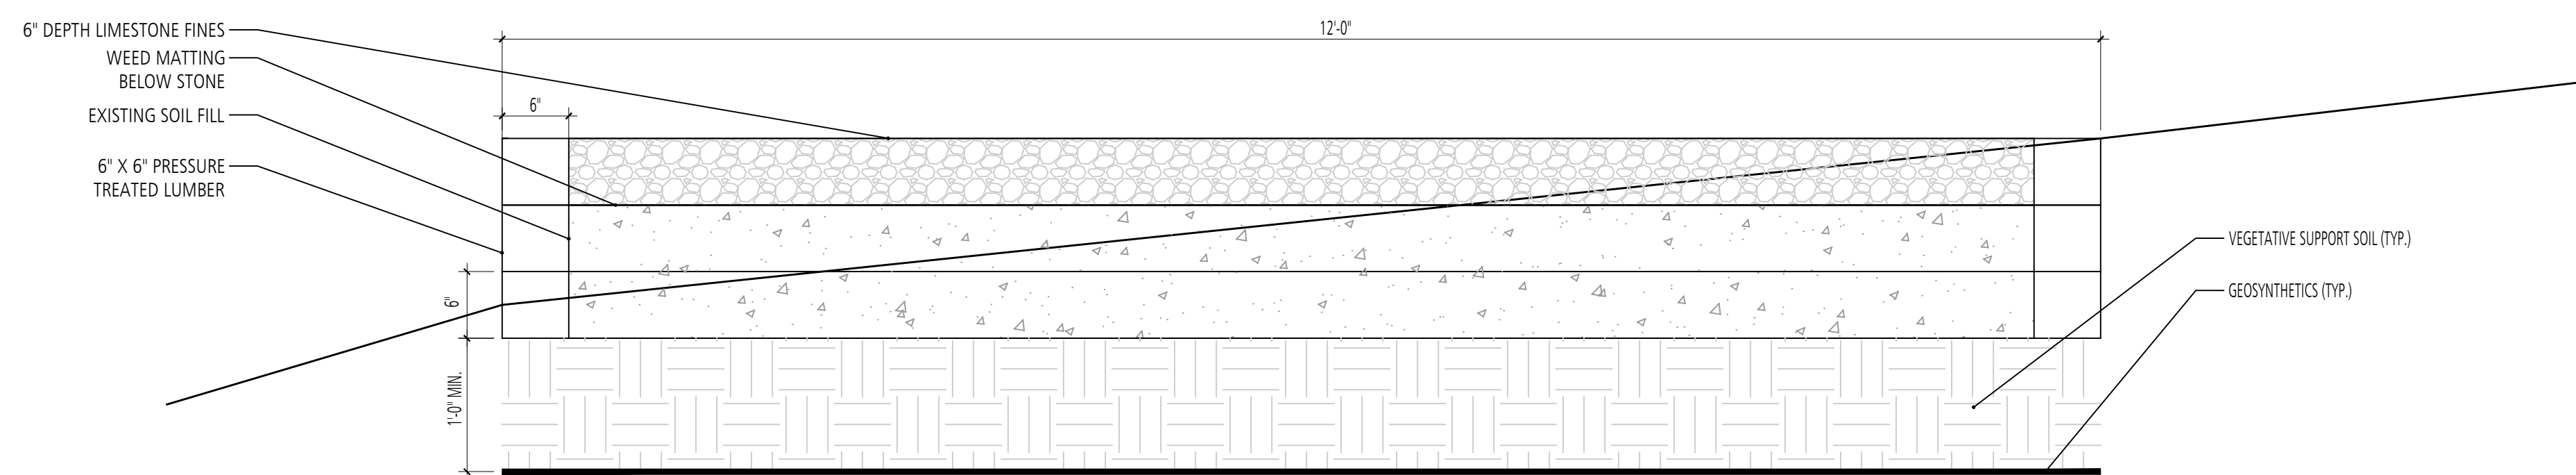 6" DEPTH LIMESTONE FINES
WEED MATTING
BELOW STONE
EXISTING SOIL FILL
6" X 6" PRESSURE
TREATED LUMBER
12'-0"
6"
6"
1'-0" MIN.
VEGETATIVE SUPPORT SOIL (TYP.)
GEOSYNTHETICS (TYP.)